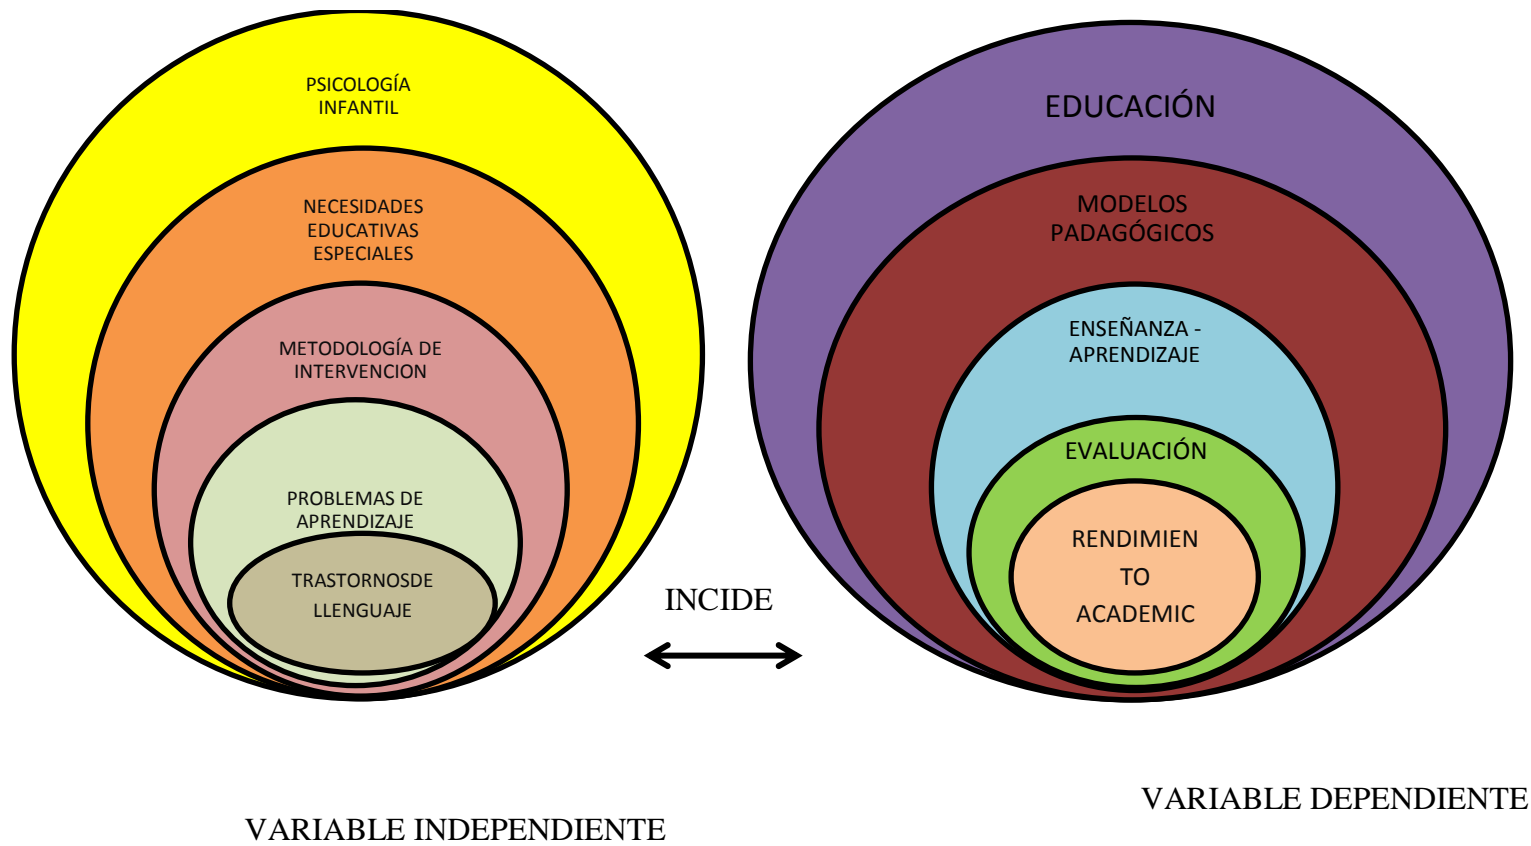 PSICOLOGÍA
INFANTIL
NECESIDADES
EDUCATIVAS
ESPECIALES
METODOLOGÍA DE
INTERVENCION
PROBLEMAS DE
APRENDIZAJE
TRASTORNOSDE
LLENGUAJE
INCIDE
EDUCACIÓN
MODELOS
PADAGÓGICOS
ENSEÑANZA -
APRENDIZAJE
EVALUACIÓN
RENDIMIEN
TO
ACADEMIC
VARIABLE DEPENDIENTE
VARIABLE INDEPENDIENTE